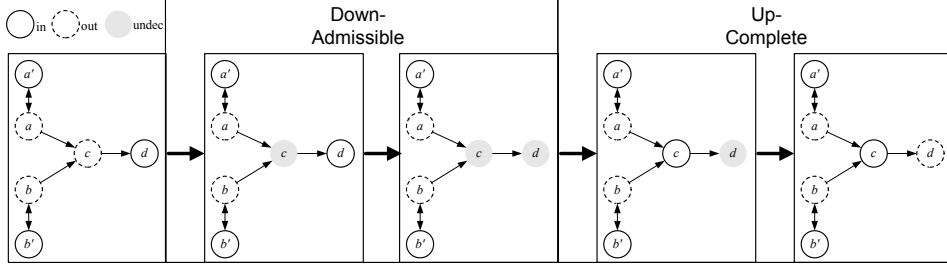 in out undec
Down-
Admissible
Up-
Complete
a' a' a' a' a'
a a a a a
c d c d c d c d c d
b b b b b
b' b' b' b' b'